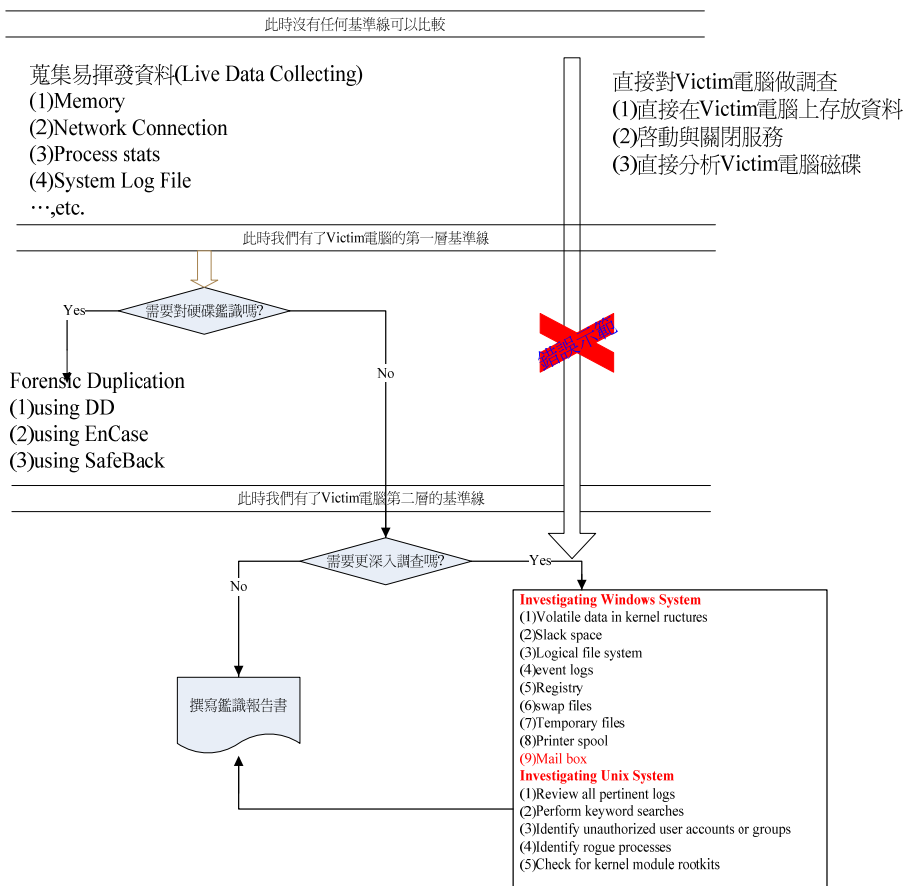 此時沒有任何基準線可以比較
蒐集易揮發資料(Live Data Collecting)
(1)Memory
(2)Network Connection
(3)Process stats
(4)System Log File
…,etc.
直接對Victim電腦做調查
(1)直接在Victim電腦上存放資料
(2)啓動與關閉服務
(3)直接分析Victim電腦磁碟
此時我們有了Victim電腦的第一層基準線
需要對硬碟鑑識嗎?
Yes
No
錯誤示範
Forensic Duplication
(1)using DD
(2)using EnCase
(3)using SafeBack
此時我們有了Victim電腦第二層的基準線
需要更深入調查嗎?
Yes
No
撰寫鑑識報告書
Investigating Windows System
(1)Volatile data in kernel ructures
(2)Slack space
(3)Logical file system
(4)event logs
(5)Registry
(6)swap files
(7)Temporary files
(8)Printer spool
(9)Mail box
Investigating Unix System
(1)Review all pertinent logs
(2)Perform keyword searches
(3)Identify unauthorized user accounts or groups
(4)Identify rogue processes
(5)Check for kernel module rootkits